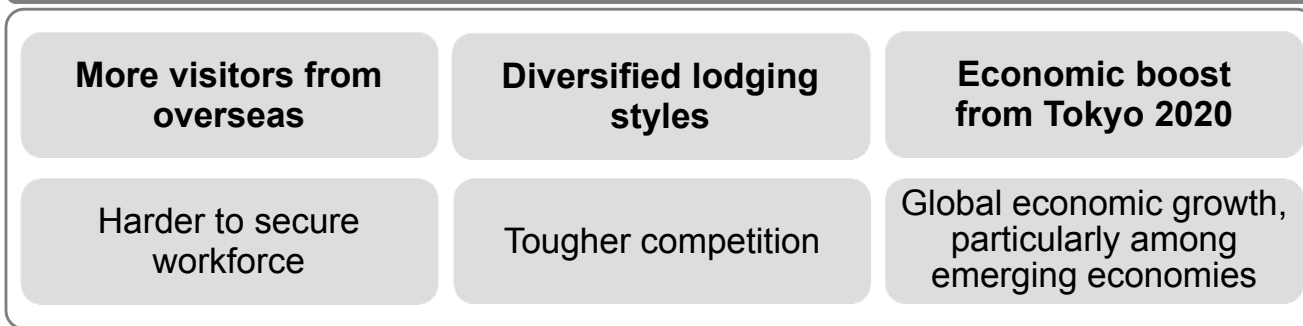 More visitors from
overseas
Diversified lodging
styles
Economic boost
from Tokyo 2020
Harder to secure
workforce
Tougher competition
Global economic growth,
particularly among
emerging economies